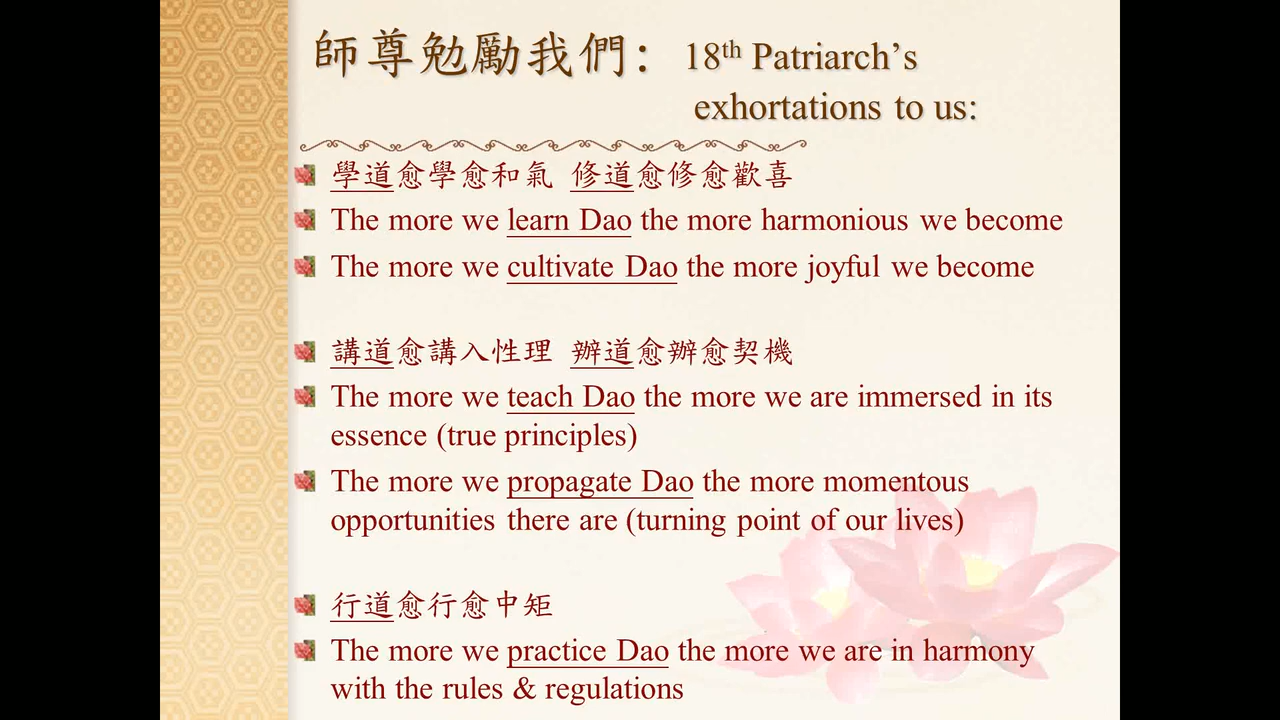 師尊勉勵我們： 18th Patriarch's
exhortations to us:
學道愈學愈和氣 修道愈修愈歡喜
The more we learn Dao the more harmonious we become
The more we cultivate Dao the more joyful we become
講道愈講入性理 辦道愈辦愈契機
The more we teach Dao the more we are immersed in its
essence (true principles)
The more we propagate Dao the more momentous
opportunities there are (turning point of our lives)
行道愈行愈中矩
The more we practice Dao the more we are in harmony
with the rules & regulations